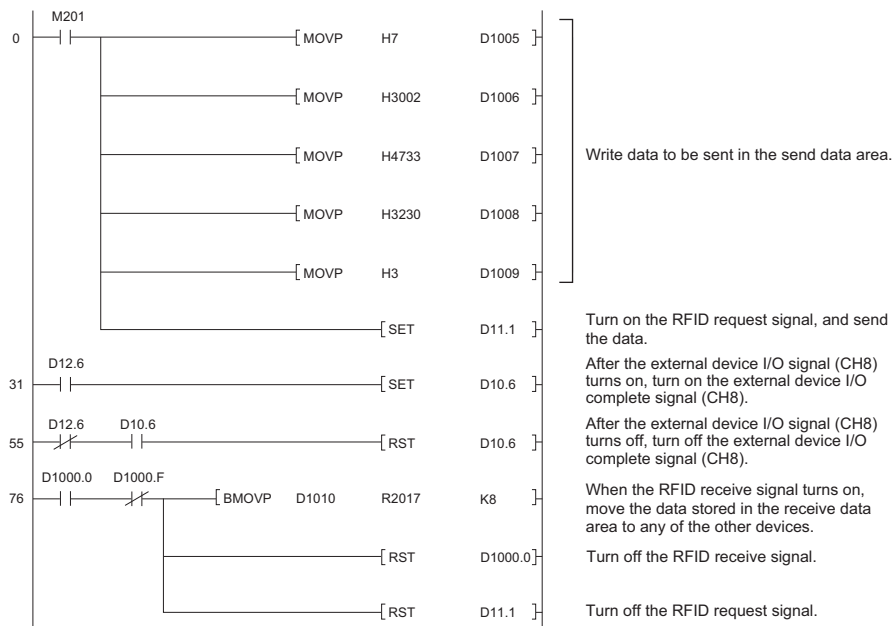 M201
0 MOVP H7 D1005
MOVP H3002 D1006
MOVP H4733 D1007
Write data to be sent in the send data area.
MOVP H3230 D1008
MOVP H3 D1009
SET D11.1
Turn on the RFID request signal, and send
the data.
D12.6
31 SET D10.6
After the external device I/O signal (CH8)
turns on, turn on the external device I/O
complete signal (CH8).
D12.6 D10.6
55 RST D10.6
After the external device I/O signal (CH8)
turns off, turn off the external device I/O
complete signal (CH8).
D1000.0 D1000.F
76 BMOVP D1010 R2017 K8
When the RFID receive signal turns on,
move the data stored in the receive data
area to any of the other devices.
RST D1000.0
Turn off the RFID receive signal.
RST D11.1
Turn off the RFID request signal.